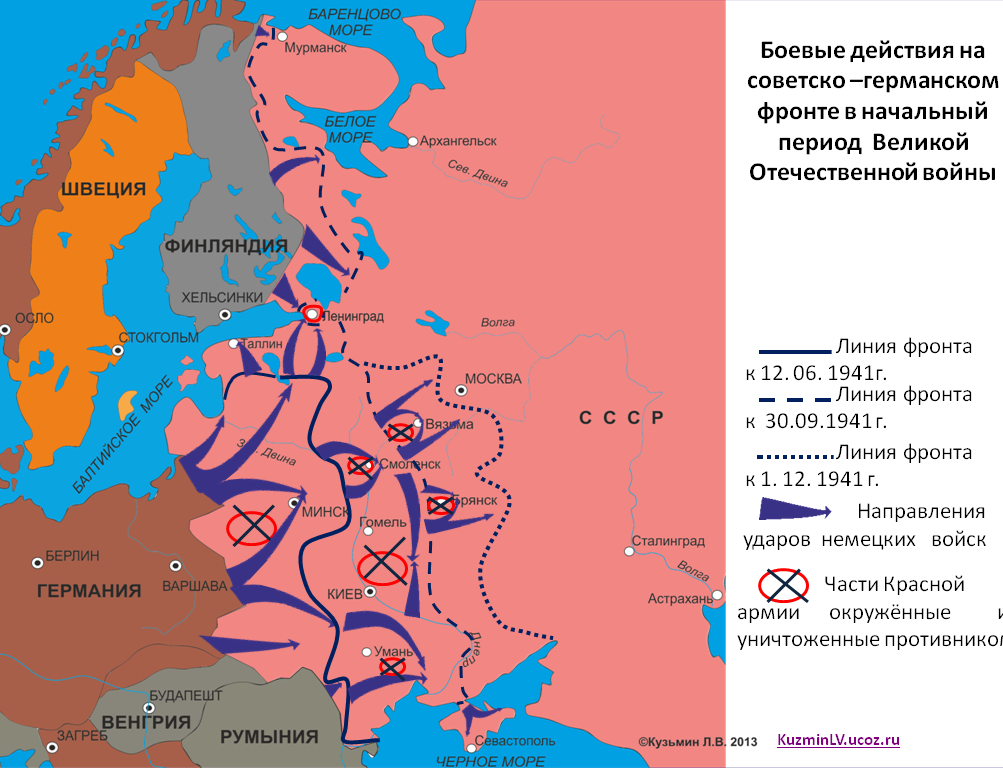 БАРЕНЦОВО
МОРЕ
Мурманск
БЕЛОЕ
МОРЕ
Архангельск
Сев. Двина
ШВЕЦИЯ
ФИНЛЯНДИЯ
ХЕЛЬСИНКИ
ОСЛО
СТОКГОЛЬМ
Таллин
Ленинград
Волга
МОСКВА
С С С Р
БАЛТИЙСКОЕ МОРЕ
Зап. Двина
Вязьма
Смоленск
МИНСК
Брянск
Гомель
БЕРЛИН
ГЕРМАНИЯ
ВАРШАВА
КИЕВ
Сталинград
Волга
Астрахань
Умань
Днепр
БУДАПЕШТ
ВЕНГРИЯ
ЗАГРЕБ
РУМЫНИЯ
Севастополь
ЧЕРНОЕ МОРЕ
©Кузьмин Л.В. 2013
KuzminLV.ucoz.ru
Боевые действия на
советско –германском
фронте в начальный
период Великой
Отечественной войны
Линия фронта
к 12. 06. 1941г.
Линия фронта
к 30.09.1941г.
Линия фронта
к 1. 12. 1941 г.
Направления
ударов немецких войск
Части Красной
армии окружённые и
уничтоженные противником